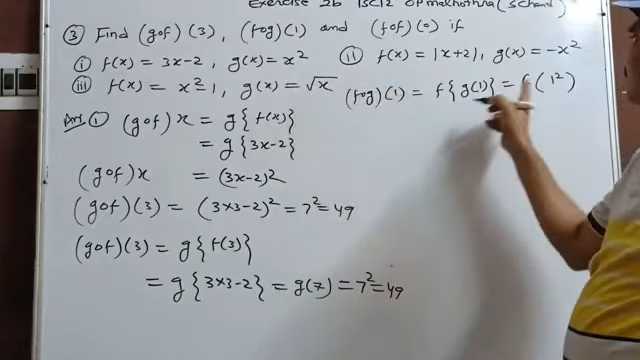 Exercise 2b ISC12 OP malhothra (S chand)
③ Find (gof)(3), (fog)(1) and (fof)(0) if
(i) f(x) = 3x-2, g(x) = x² (ii) f(x) = |x+2|, g(x) = -x²
(iii) f(x) = x²-1, g(x) = √x
(fog)(1) = f{g(1)} = f(1²)
Ans (i) (gof)x = g{f(x)}
= g{3x-2}
(gof)x = (3x-2)²
(gof)(3) = (3×3-2)² = 7² = 49
(gof)(3) = g{f(3)}
= g{3×3-2} = g(7) = 7² = 49